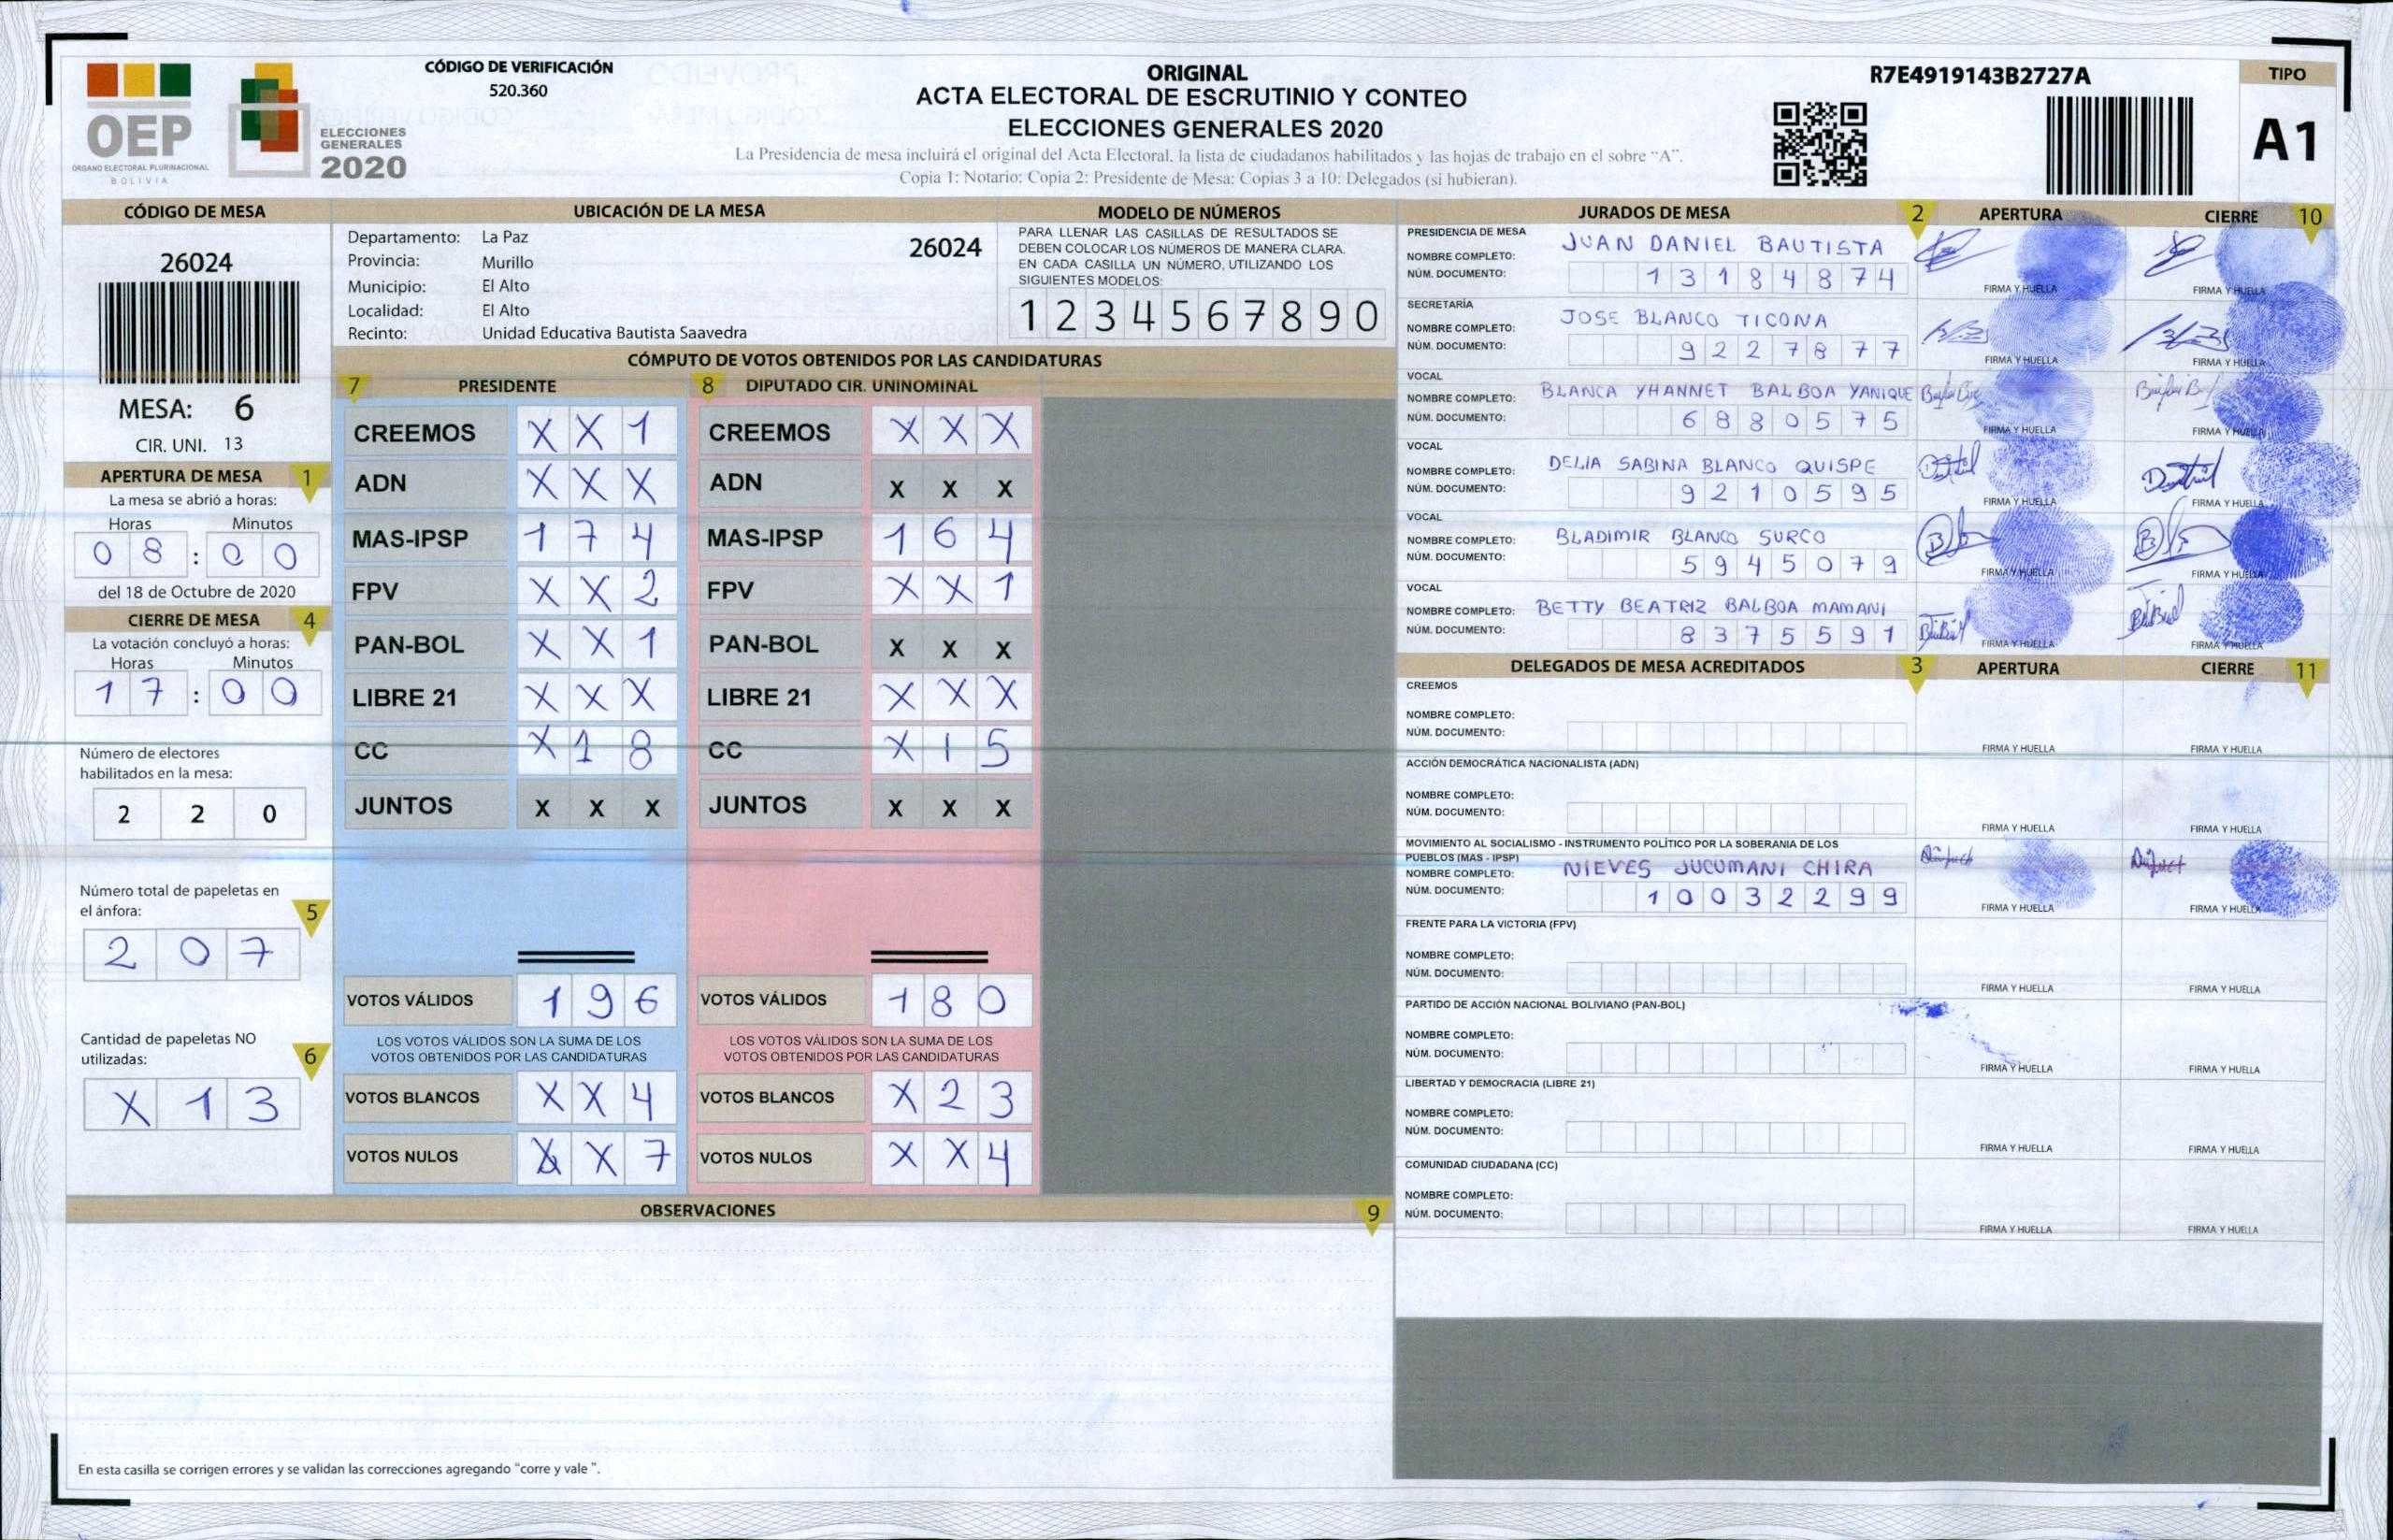 OEP
ÓRGANO ELECTORAL PLURINACIONAL
BOLIVIA
ELECCIONES
GENERALES
2020
CÓDIGO DE VERIFICACIÓN
520.360
ORIGINAL
ACTA ELECTORAL DE ESCRUTINIO Y CONTEO
ELECCIONES GENERALES 2020
La Presidencia de mesa incluirá el original del Acta Electoral, la lista de ciudadanos habilitados y las hojas de trabajo en el sobre "A".
Copia 1: Notario; Copia 2: Presidente de Mesa; Copias 3 a 10: Delegados (si hubieran).
R7E4919143B2727A
TIPO
A1
CÓDIGO DE MESA
26024
MESA: 6
CIR. UNI. 13
APERTURA DE MESA 1
La mesa se abrió a horas:
Horas Minutos
08:00
del 18 de Octubre de 2020
CIERRE DE MESA 4
La votación concluyó a horas:
Horas Minutos
17:00
Número de electores
habilitados en la mesa:
2 2 0
Número total de papeletas en
el ánfora: 5
2 0 7
Cantidad de papeletas NO
utilizadas: 6
X 1 3
UBICACIÓN DE LA MESA
Departamento: La Paz 26024
Provincia: Murillo
Municipio: El Alto
Localidad: El Alto
Recinto: Unidad Educativa Bautista Saavedra
MODELO DE NÚMEROS
PARA LLENAR LAS CASILLAS DE RESULTADOS SE
DEBEN COLOCAR LOS NÚMEROS DE MANERA CLARA.
EN CADA CASILLA UN NÚMERO, UTILIZANDO LOS
SIGUIENTES MODELOS:
1 2 3 4 5 6 7 8 9 0
CÓMPUTO DE VOTOS OBTENIDOS POR LAS CANDIDATURAS
7 PRESIDENTE 8 DIPUTADO CIR. UNINOMINAL
CREEMOS X X 1 CREEMOS X X X
ADN X X X ADN X X X
MAS-IPSP 1 7 4 MAS-IPSP 1 6 4
FPV X X 2 FPV X X 1
PAN-BOL X X 1 PAN-BOL X X X
LIBRE 21 X X X LIBRE 21 X X X
CC X 1 8 CC X 1 5
JUNTOS X X X JUNTOS X X X
VOTOS VÁLIDOS 1 9 6 VOTOS VÁLIDOS 1 8 0
LOS VOTOS VÁLIDOS SON LA SUMA DE LOS LOS VOTOS VÁLIDOS SON LA SUMA DE LOS
VOTOS OBTENIDOS POR LAS CANDIDATURAS VOTOS OBTENIDOS POR LAS CANDIDATURAS
VOTOS BLANCOS X X 4 VOTOS BLANCOS X 2 3
VOTOS NULOS X X 7 VOTOS NULOS X X 4
OBSERVACIONES 9
En esta casilla se corrigen errores y se validan las correcciones agregando "corre y vale ".
JURADOS DE MESA 2 APERTURA CIERRE 10
PRESIDENCIA DE MESA
NOMBRE COMPLETO: JUAN DANIEL BAUTISTA
NÚM. DOCUMENTO: 1 3 1 8 4 8 7 4
FIRMA Y HUELLA FIRMA Y HUELLA
SECRETARÍA
NOMBRE COMPLETO: JOSE BLANCO TICONA
NÚM. DOCUMENTO: 9 2 2 7 8 7 7
FIRMA Y HUELLA FIRMA Y HUELLA
VOCAL
NOMBRE COMPLETO: BLANCA YHANNET BALBOA YANIQUE
NÚM. DOCUMENTO: 6 8 8 0 5 7 5
FIRMA Y HUELLA FIRMA Y HUELLA
VOCAL
NOMBRE COMPLETO: DELIA SABINA BLANCO QUISPE
NÚM. DOCUMENTO: 9 2 1 0 5 9 5
FIRMA Y HUELLA FIRMA Y HUELLA
VOCAL
NOMBRE COMPLETO: BLADIMIR BLANCO SURCO
NÚM. DOCUMENTO: 5 9 4 5 0 7 9
FIRMA Y HUELLA FIRMA Y HUELLA
VOCAL
NOMBRE COMPLETO: BETTY BEATRIZ BALBOA MAMANI
NÚM. DOCUMENTO: 8 3 7 5 5 9 1
FIRMA Y HUELLA FIRMA Y HUELLA
DELEGADOS DE MESA ACREDITADOS 3 APERTURA CIERRE 11
CREEMOS
NOMBRE COMPLETO:
NÚM. DOCUMENTO:
FIRMA Y HUELLA FIRMA Y HUELLA
ACCIÓN DEMOCRÁTICA NACIONALISTA (ADN)
NOMBRE COMPLETO:
NÚM. DOCUMENTO:
FIRMA Y HUELLA FIRMA Y HUELLA
MOVIMIENTO AL SOCIALISMO - INSTRUMENTO POLÍTICO POR LA SOBERANIA DE LOS
PUEBLOS (MAS - IPSP)
NOMBRE COMPLETO: NIEVES JUCUMANI CHIRA
NÚM. DOCUMENTO: 1 0 0 3 2 2 9 9
FIRMA Y HUELLA FIRMA Y HUELLA
FRENTE PARA LA VICTORIA (FPV)
NOMBRE COMPLETO:
NÚM. DOCUMENTO:
FIRMA Y HUELLA FIRMA Y HUELLA
PARTIDO DE ACCIÓN NACIONAL BOLIVIANO (PAN-BOL)
NOMBRE COMPLETO:
NÚM. DOCUMENTO:
FIRMA Y HUELLA FIRMA Y HUELLA
LIBERTAD Y DEMOCRACIA (LIBRE 21)
NOMBRE COMPLETO:
NÚM. DOCUMENTO:
FIRMA Y HUELLA FIRMA Y HUELLA
COMUNIDAD CIUDADANA (CC)
NOMBRE COMPLETO:
NÚM. DOCUMENTO:
FIRMA Y HUELLA FIRMA Y HUELLA